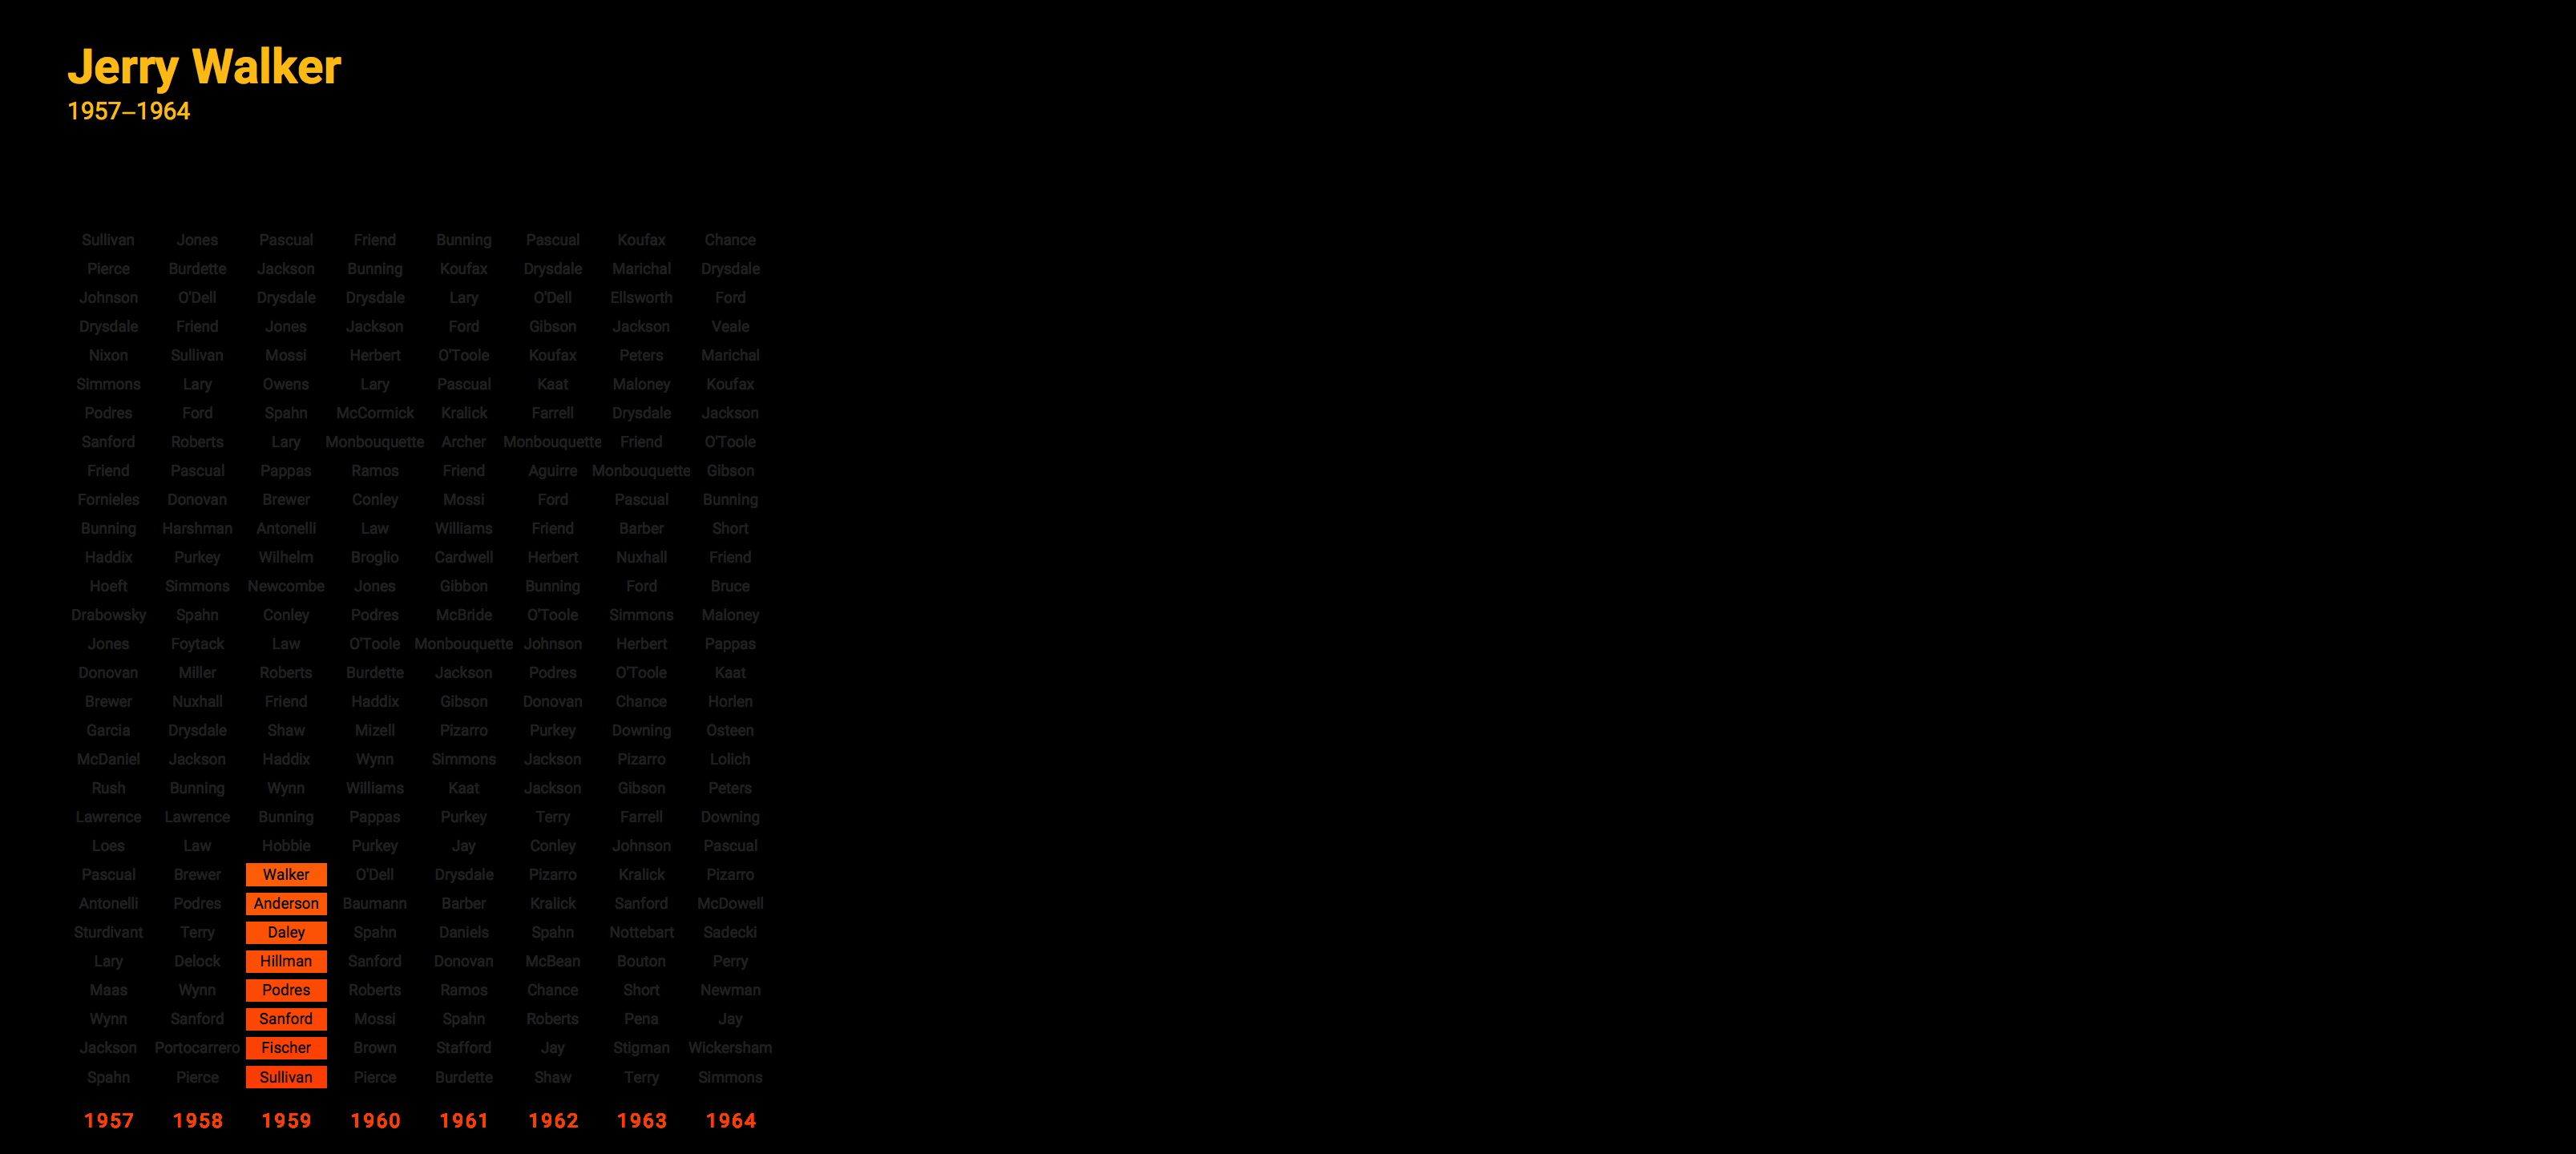 Jerry Walker
1957–1964
Sullivan Jones Pascual Friend Bunning Pascual Koufax Chance
Pierce Burdette Jackson Bunning Koufax Drysdale Marichal Drysdale
Johnson O'Dell Drysdale Drysdale Lary O'Dell Ellsworth Ford
Drysdale Friend Jones Jackson Ford Gibson Jackson Veale
Nixon Sullivan Mossi Herbert O'Toole Koufax Peters Marichal
Simmons Lary Owens Lary Pascual Kaat Maloney Koufax
Podres Ford Spahn McCormick Kralick Farrell Drysdale Jackson
Sanford Roberts Lary Monbouquette Archer Monbouquette Friend O'Toole
Friend Pascual Pappas Ramos Friend Aguirre Monbouquette Gibson
Fornieles Donovan Brewer Conley Mossi Ford Pascual Bunning
Bunning Harshman Antonelli Law Williams Friend Barber Short
Haddix Purkey Wilhelm Broglio Cardwell Herbert Nuxhall Friend
Hoeft Simmons Newcombe Jones Gibbon Bunning Ford Bruce
Drabowsky Spahn Conley Podres McBride O'Toole Simmons Maloney
Jones Foytack Law O'Toole Monbouquette Johnson Herbert Pappas
Donovan Miller Roberts Burdette Jackson Podres O'Toole Kaat
Brewer Nuxhall Friend Haddix Gibson Donovan Chance Horlen
Garcia Drysdale Shaw Mizell Pizarro Purkey Downing Osteen
McDaniel Jackson Haddix Wynn Simmons Jackson Pizarro Lolich
Rush Bunning Wynn Williams Kaat Jackson Gibson Peters
Lawrence Lawrence Bunning Pappas Purkey Terry Farrell Downing
Loes Law Hobbie Purkey Jay Conley Johnson Pascual
Pascual Brewer Walker O'Dell Drysdale Pizarro Kralick Pizarro
Antonelli Podres Anderson Baumann Barber Kralick Sanford McDowell
Sturdivant Terry Daley Spahn Daniels Spahn Nottebart Sadecki
Lary Delock Hillman Sanford Donovan McBean Bouton Perry
Maas Wynn Podres Roberts Ramos Chance Short Newman
Wynn Sanford Sanford Mossi Spahn Roberts Pena Jay
Jackson Portocarrero Fischer Brown Stafford Jay Stigman Wickersham
Spahn Pierce Sullivan Pierce Burdette Shaw Terry Simmons
1957 1958 1959 1960 1961 1962 1963 1964